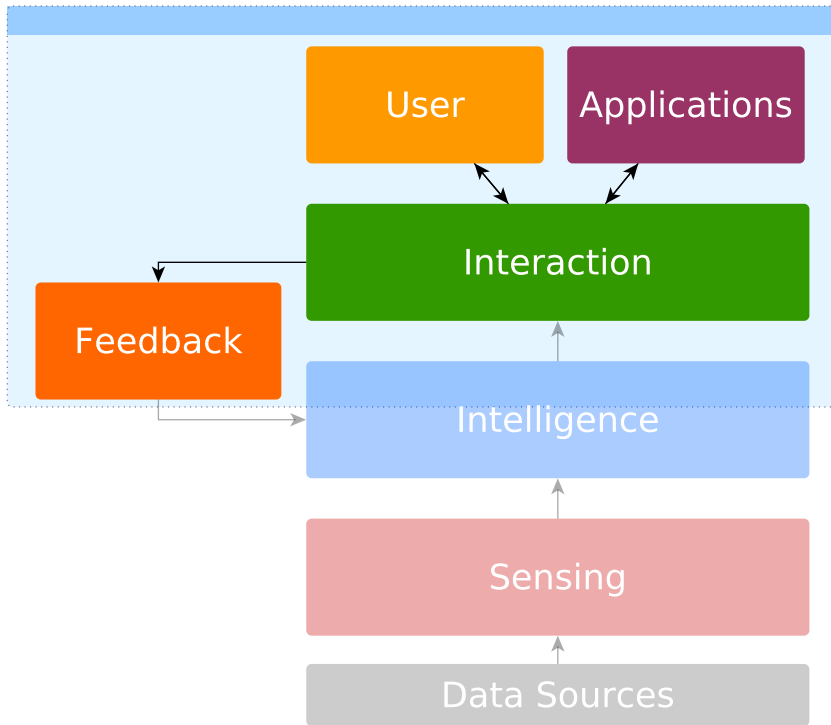 User
Applications
Interaction
Feedback
Intelligence
Sensing
Data Sources